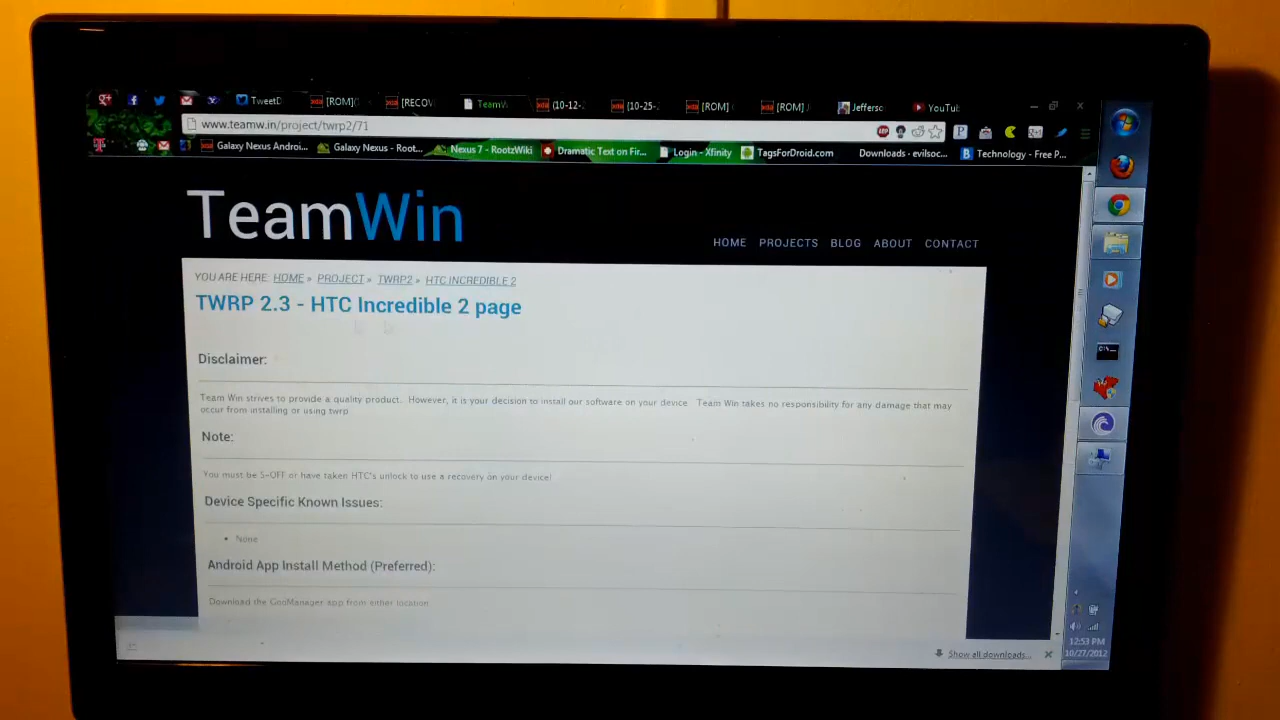 TweetD
[ROM](
[RECOV
TeamW
(10-12-
(10-25-
[ROM]
[ROM]
Jefferso
YouTub
www.teamw.in/project/twrp2/71
Galaxy Nexus Androi...
Galaxy Nexus - Root...
Nexus 7 - RootzWiki
Dramatic Text on Fir...
Login - Xfinity
TagsForDroid.com
Downloads - evilsoc...
Technology - Free P...
TeamWin
HOME
PROJECTS
BLOG
ABOUT
CONTACT
YOU ARE HERE: HOME » PROJECT » TWRP2 » HTC INCREDIBLE 2
TWRP 2.3 - HTC Incredible 2 page
Disclaimer:
Team Win strives to provide a quality product. However, it is your decision to install our software on your device. Team Win takes no responsibility for any damage that may
occur from installing or using twrp.
Note:
You must be S-OFF or have taken HTC's unlock to use a recovery on your device!
Device Specific Known Issues:
• None
Android App Install Method (Preferred):
Download the GooManager app from either location
Show all downloads...
12:53 PM
10/27/2012